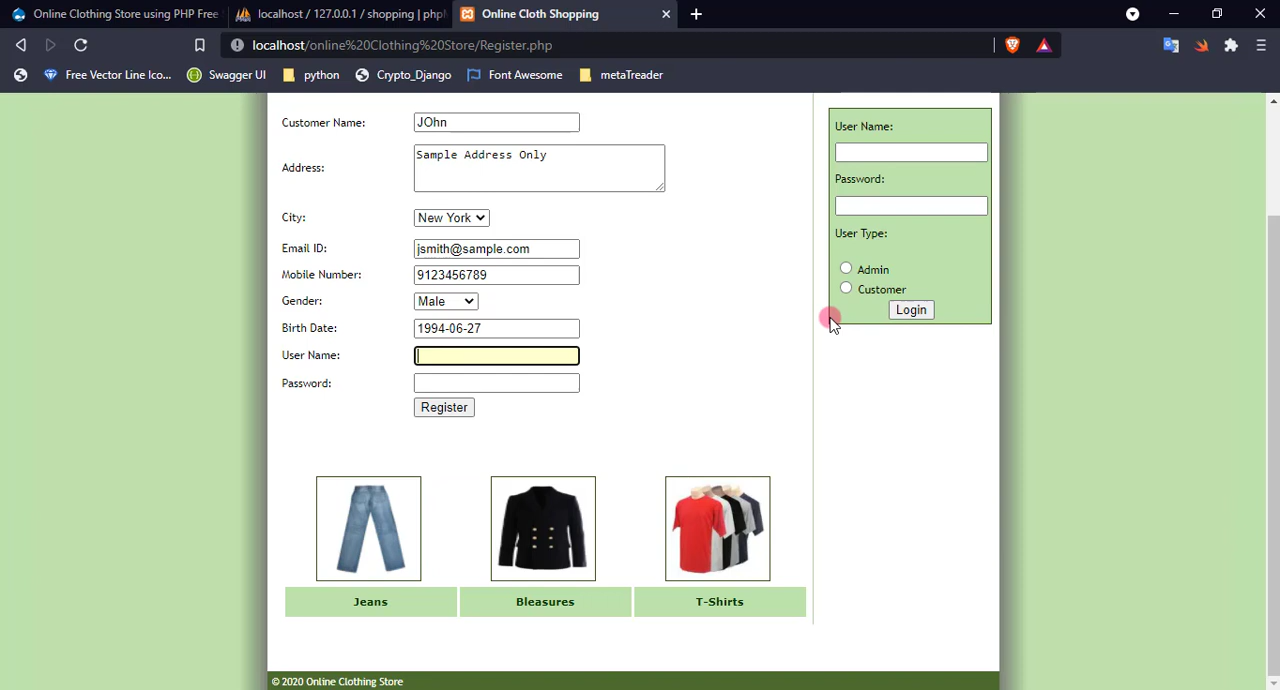 Online Clothing Store using PHP Free
localhost / 127.0.0.1 / shopping | php
Online Cloth Shopping
localhost/online%20Clothing%20Store/Register.php
Free Vector Line Ico...
Swagger UI
python
Crypto_Django
Font Awesome
metaTreader
Customer Name:
JOhn
Address:
Sample Address Only
City:
New York
Email ID:
jsmith@sample.com
Mobile Number:
9123456789
Gender:
Male
Birth Date:
1994-06-27
User Name:
Password:
Register
User Name:
Password:
User Type:
Admin
Customer
Login
Jeans
Bleasures
T-Shirts
© 2020 Online Clothing Store